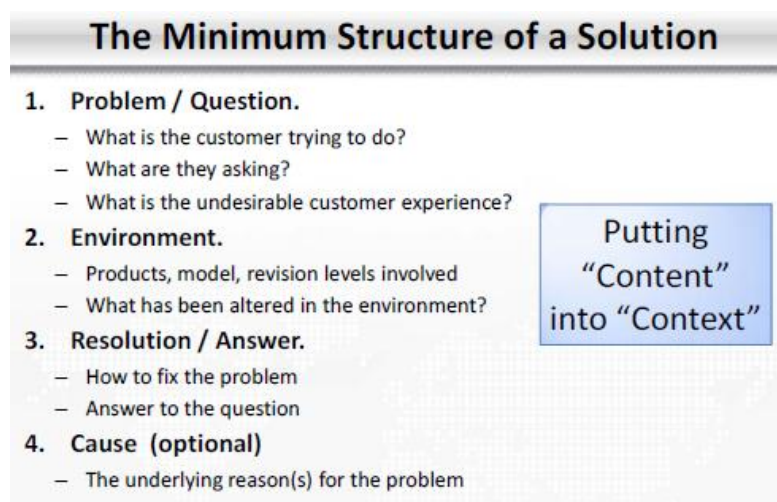 The Minimum Structure of a Solution
1. Problem / Question.
– What is the customer trying to do?
– What are they asking?
– What is the undesirable customer experience?
2. Environment.
– Products, model, revision levels involved
– What has been altered in the environment?
3. Resolution / Answer.
– How to fix the problem
– Answer to the question
4. Cause (optional)
– The underlying reason(s) for the problem
Putting
“Content”
into “Context”